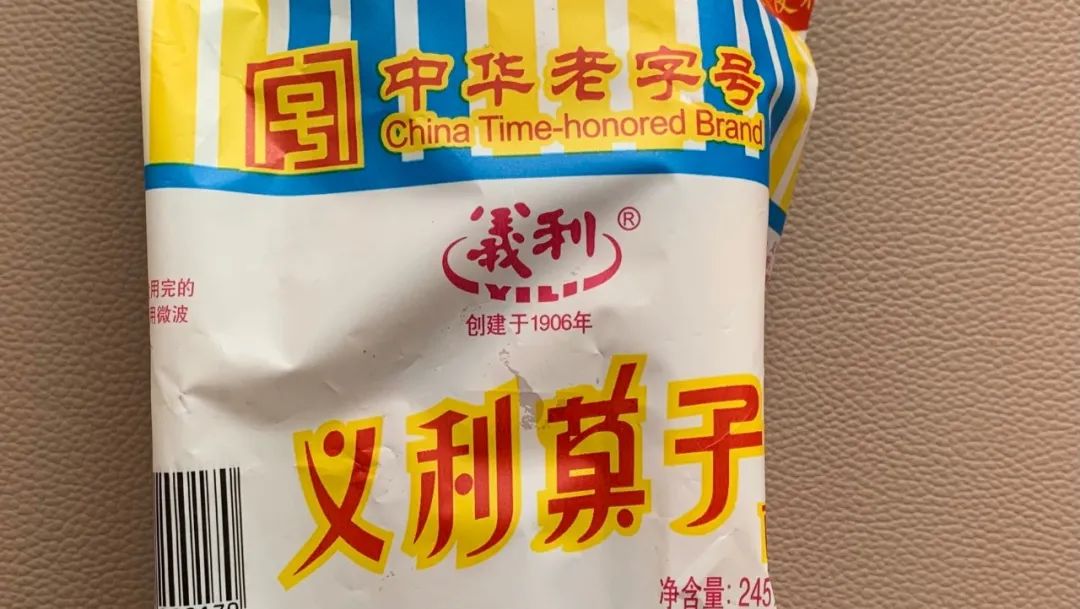 中华老字号
China Time-honored Brand
義利®
YILI
创建于1906年
用完的
用微波
义利菓子
净含量: 245